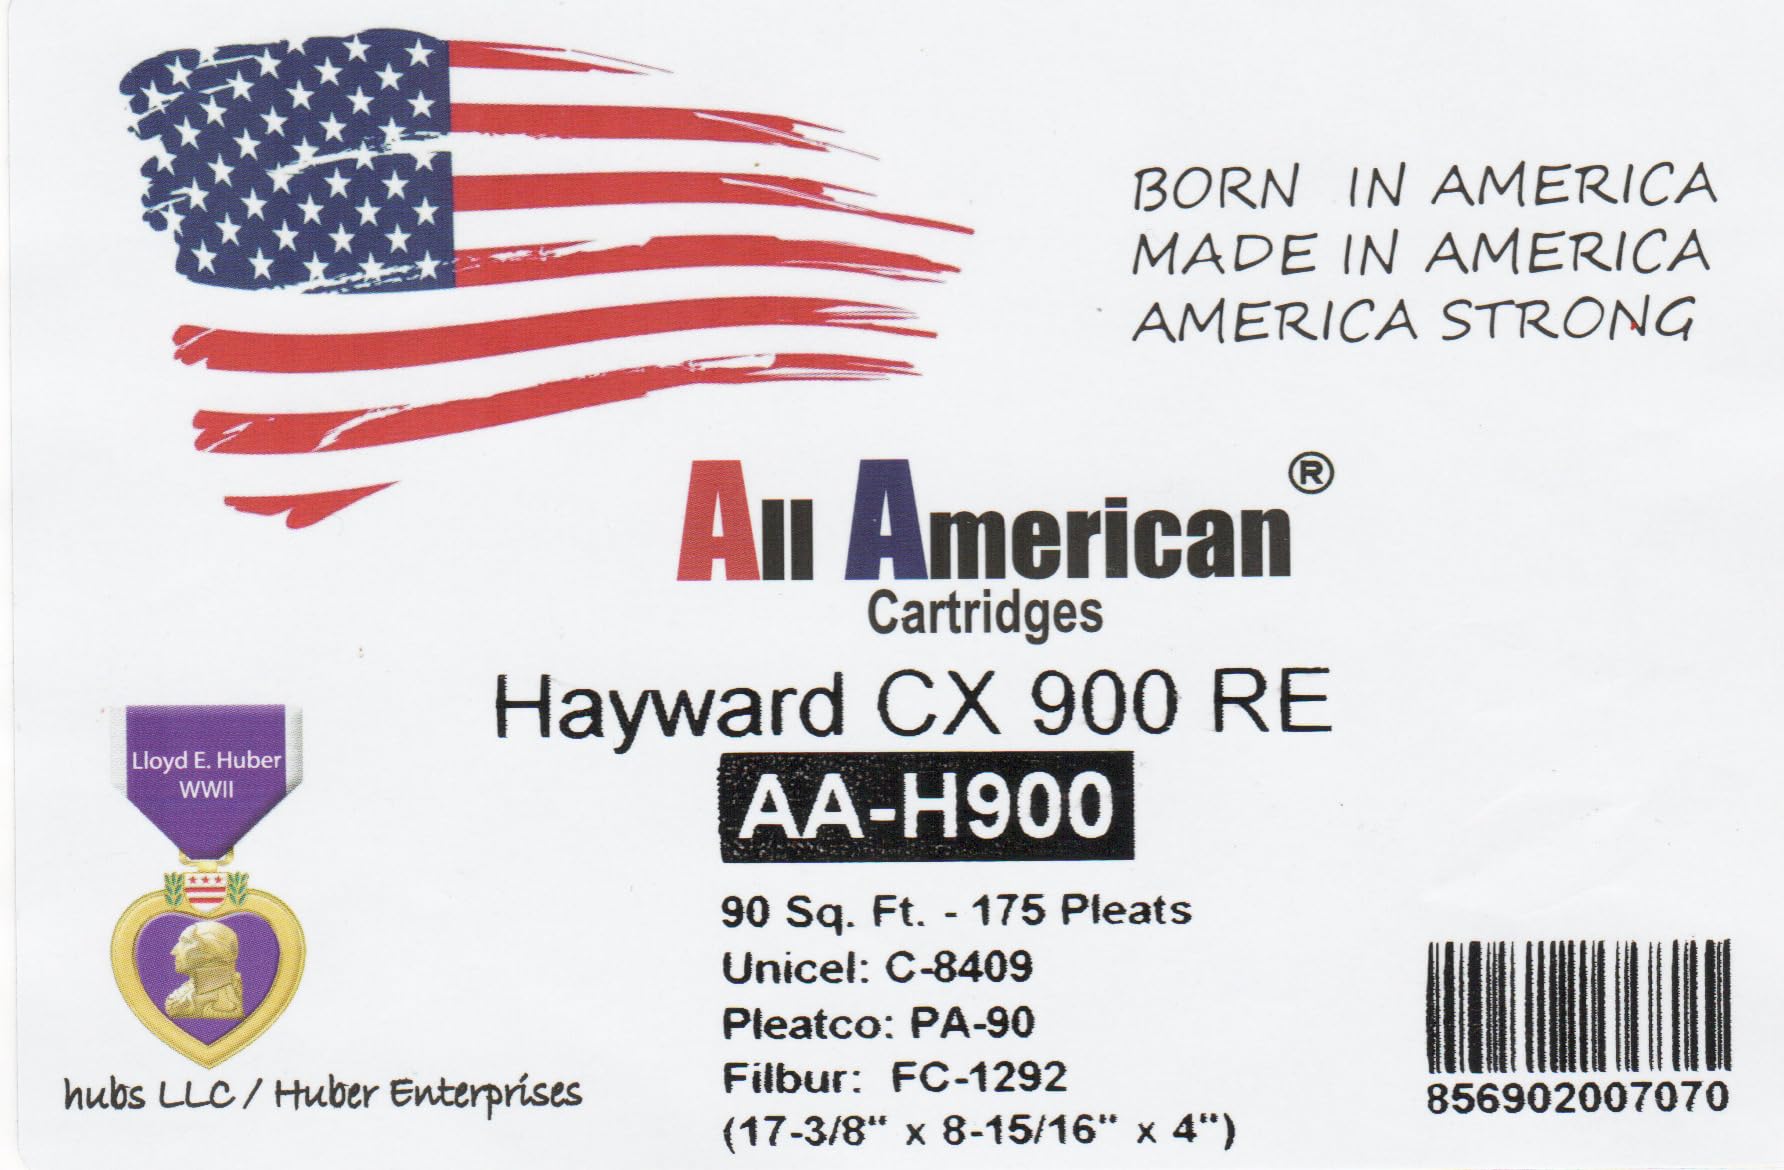 BORN IN AMERICA
MADE IN AMERICA
AMERICA STRONG
All American®
Cartridges
Hayward CX 900 RE
AA-H900
Lloyd E. Huber
WWII
90 Sq. Ft. - 175 Pleats
Unicel: C-8409
Pleatco: PA-90
Filbur: FC-1292
(17-3/8" x 8-15/16" x 4")
hubs LLC / Huber Enterprises
856902007070